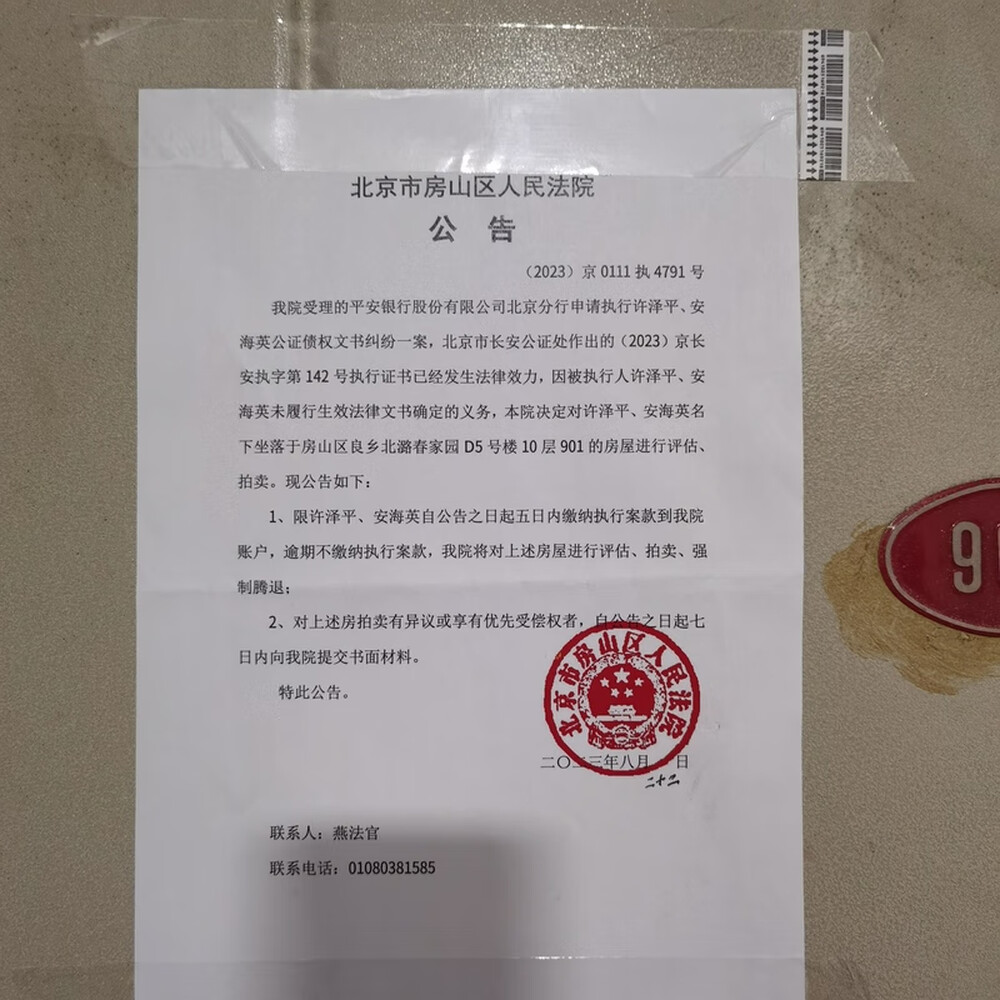 北京市房山区人民法院
公 告
（2023）京 0111 执 4791 号
我院受理的平安银行股份有限公司北京分行申请执行许泽平、安
海英公证债权文书纠纷一案，北京市长安公证处作出的（2023）京长
安执字第 142 号执行证书已经发生法律效力，因被执行人许泽平、安
海英未履行生效法律文书确定的义务，本院决定对许泽平、安海英名
下坐落于房山区良乡北潞春家园 D5 号楼 10 层 901 的房屋进行评估、
拍卖。现公告如下：
1、限许泽平、安海英自公告之日起五日内缴纳执行案款到我院
账户，逾期不缴纳执行案款，我院将对上述房屋进行评估、拍卖、强
制腾退；
2、对上述房拍卖有异议或享有优先受偿权者，自公告之日起七
日内向我院提交书面材料。
特此公告。
北京市房山区人民法院
二〇二三年八月 日
二十二
联系人：燕法官
联系电话：01080381585
9